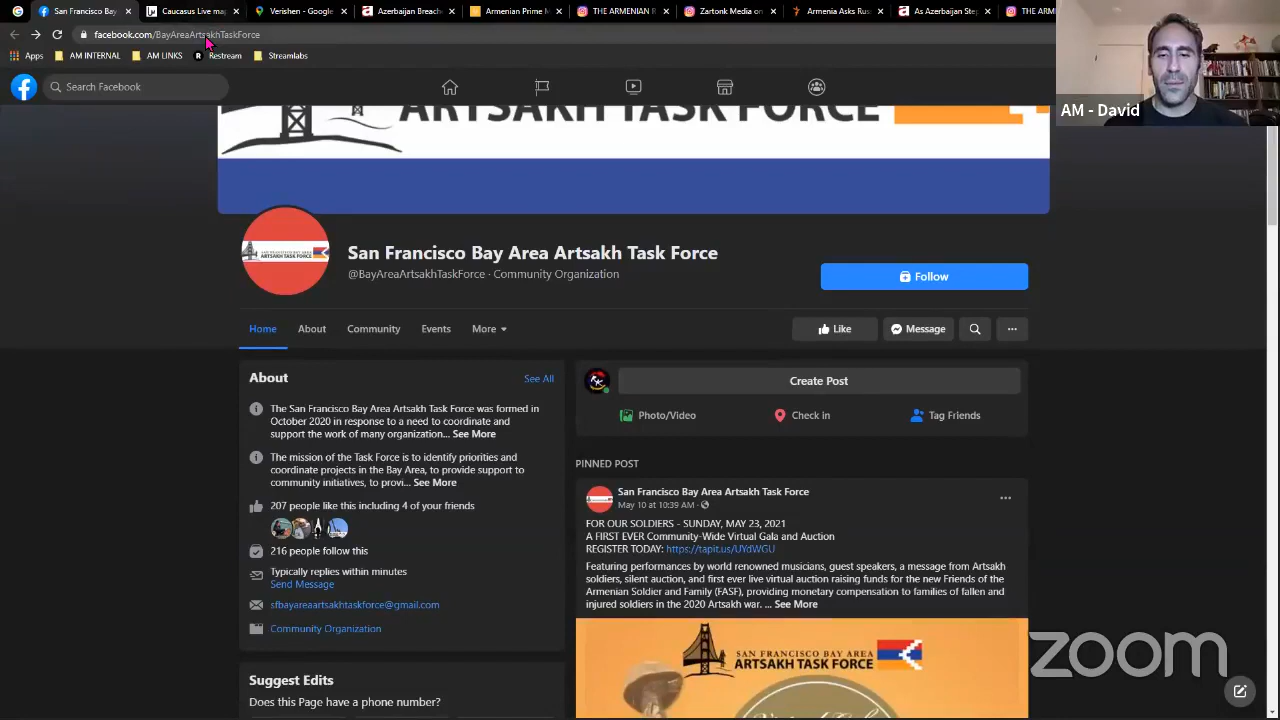 San Francisco Bay
Caucasus Live map
Verishen - Google
Azerbaijan Breache
Armenian Prime M
THE ARMENIAN R
Zartonk Media on
Armenia Asks Rus
As Azerbaijan Step
THE ARM
facebook.com/BayAreaArtsakhTaskForce
Apps
AM INTERNAL
AM LINKS
R Restream
Streamlabs
Search Facebook
AM - David
ARTSAKH TASK FORCE
SAN FRANCISCO BAY AREA
ARTSAKH TASK FORCE
San Francisco Bay Area Artsakh Task Force
@BayAreaArtsakhTaskForce · Community Organization
Follow
Home
About
Community
Events
More
Like
Message
About
See All
The San Francisco Bay Area Artsakh Task Force was formed in
October 2020 in response to a need to coordinate and
support the work of many organization... See More
The mission of the Task Force is to identify priorities and
coordinate projects in the Bay Area, to provide support to
community initiatives, to provi... See More
207 people like this including 4 of your friends
216 people follow this
Typically replies within minutes
Send Message
sfbayareaartsakhtaskforce@gmail.com
Community Organization
Suggest Edits
Does this Page have a phone number?
Create Post
Photo/Video
Check in
Tag Friends
PINNED POST
San Francisco Bay Area Artsakh Task Force
May 10 at 10:39 AM ·
FOR OUR SOLDIERS - SUNDAY, MAY 23, 2021
A FIRST EVER Community-Wide Virtual Gala and Auction
REGISTER TODAY: https://tapit.us/UYdWGU
Featuring performances by world renowned musicians, guest speakers, a message from Artsakh
soldiers, silent auction, and first ever live virtual auction raising funds for the new Friends of the
Armenian Soldier and Family (FASF), providing monetary compensation to families of fallen and
injured soldiers in the 2020 Artsakh war. ... See More
SAN FRANCISCO BAY AREA
ARTSAKH TASK FORCE
zoom